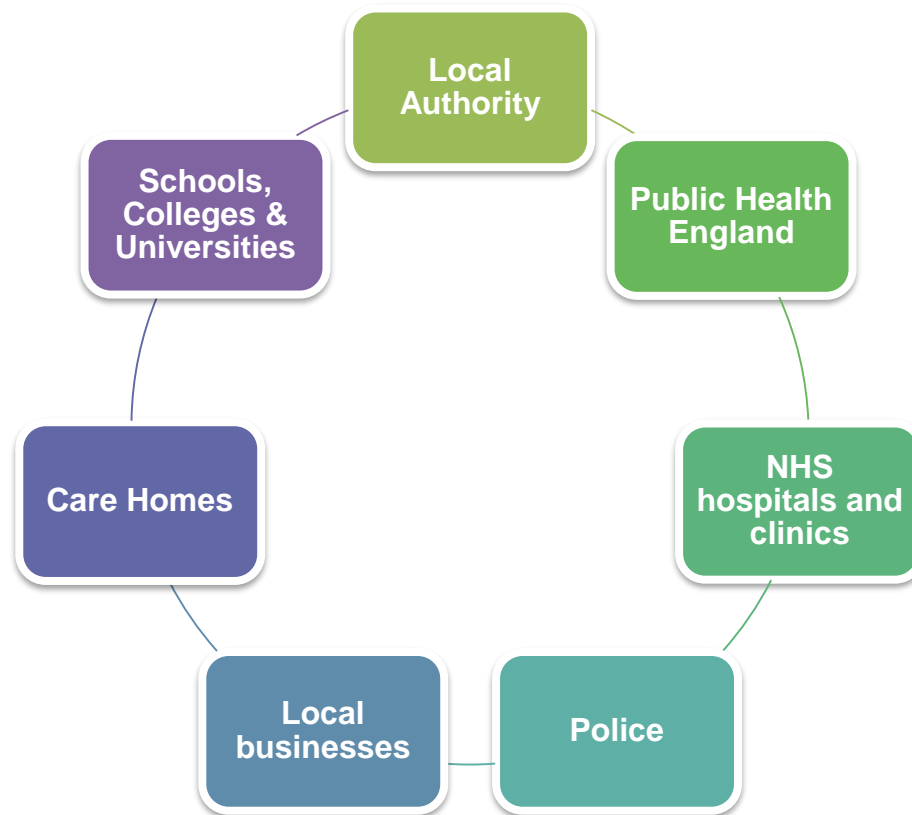 Local
Authority
Public Health
England
NHS
hospitals and
clinics
Police
Local
businesses
Care Homes
Schools,
Colleges &
Universities